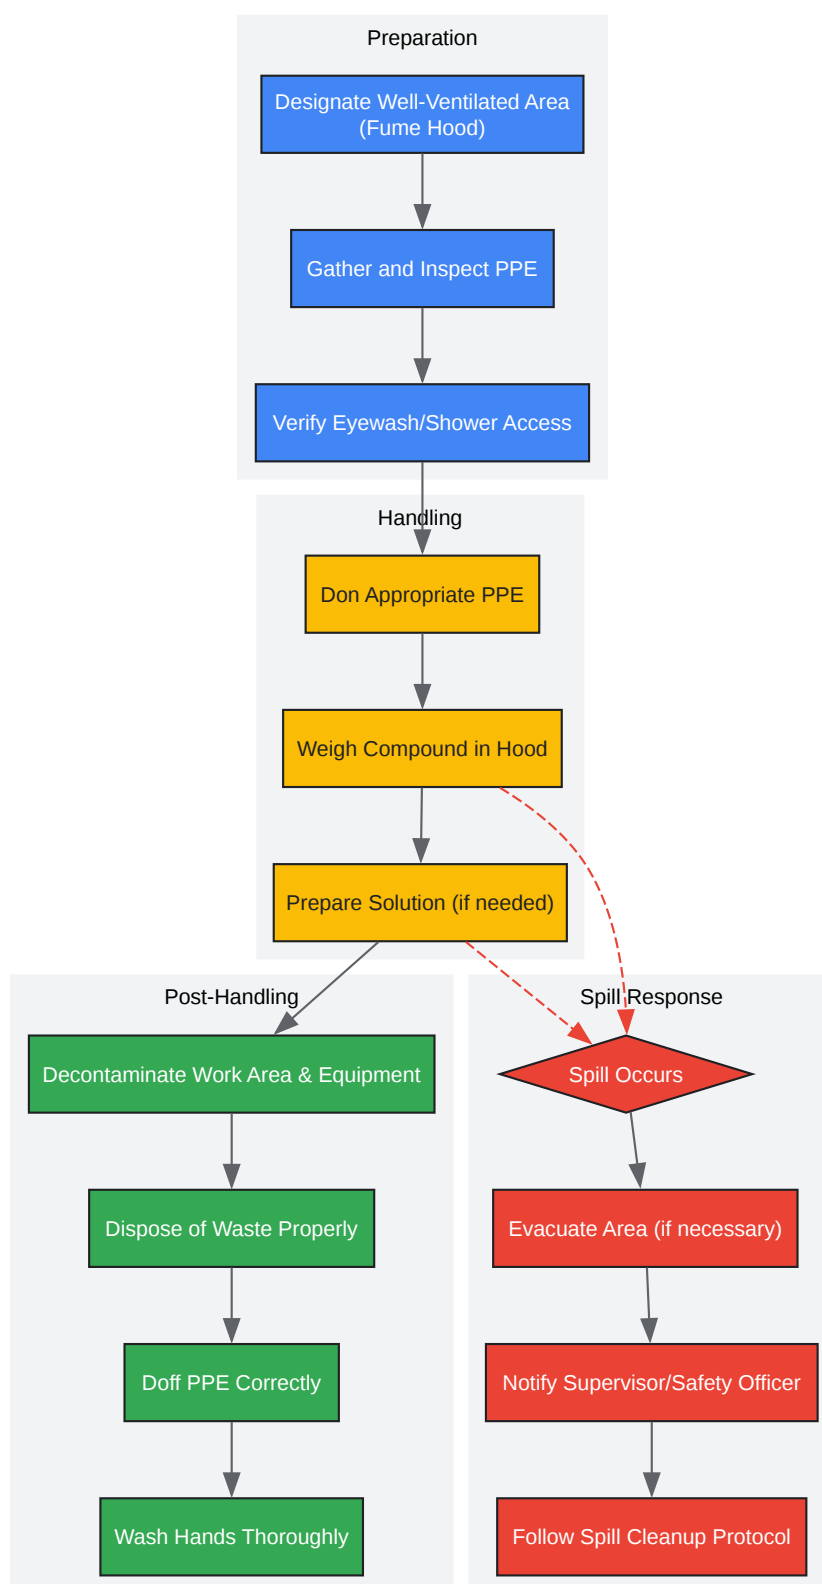 Preparation
Designate Well-Ventilated Area
(Fume Hood)
Gather and Inspect PPE
Verify Eyewash/Shower Access
Handling
Don Appropriate PPE
Weigh Compound in Hood
Prepare Solution (if needed)
Post-Handling
Decontaminate Work Area & Equipment
Dispose of Waste Properly
Doff PPE Correctly
Wash Hands Thoroughly
Spill Response
Spill Occurs
Evacuate Area (if necessary)
Notify Supervisor/Safety Officer
Follow Spill Cleanup Protocol